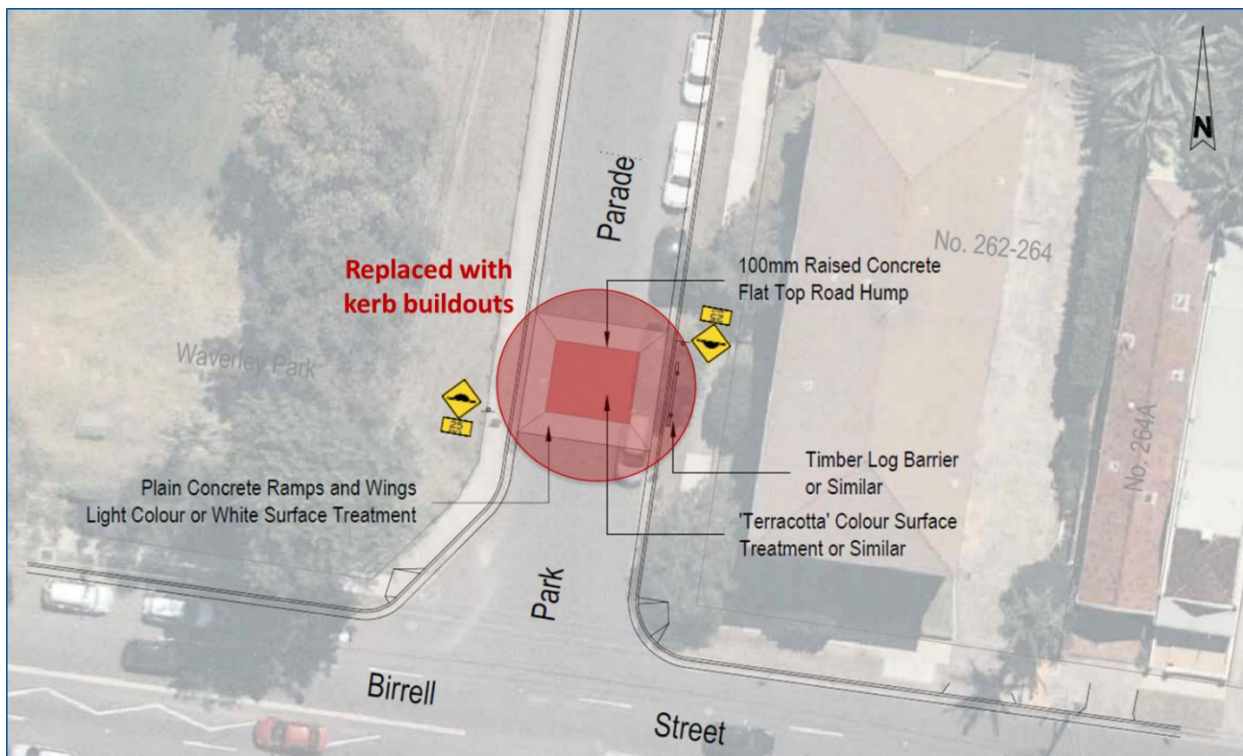 N
Parade
No. 262-264
Replaced with
kerb buildouts
100mm Raised Concrete
Flat Top Road Hump
25
Waverley Park
25
No. 264A
Timber Log Barrier
or Similar
Plain Concrete Ramps and Wings
Light Colour or White Surface Treatment
'Terracotta' Colour Surface
Treatment or Similar
Park
Birrell
Street